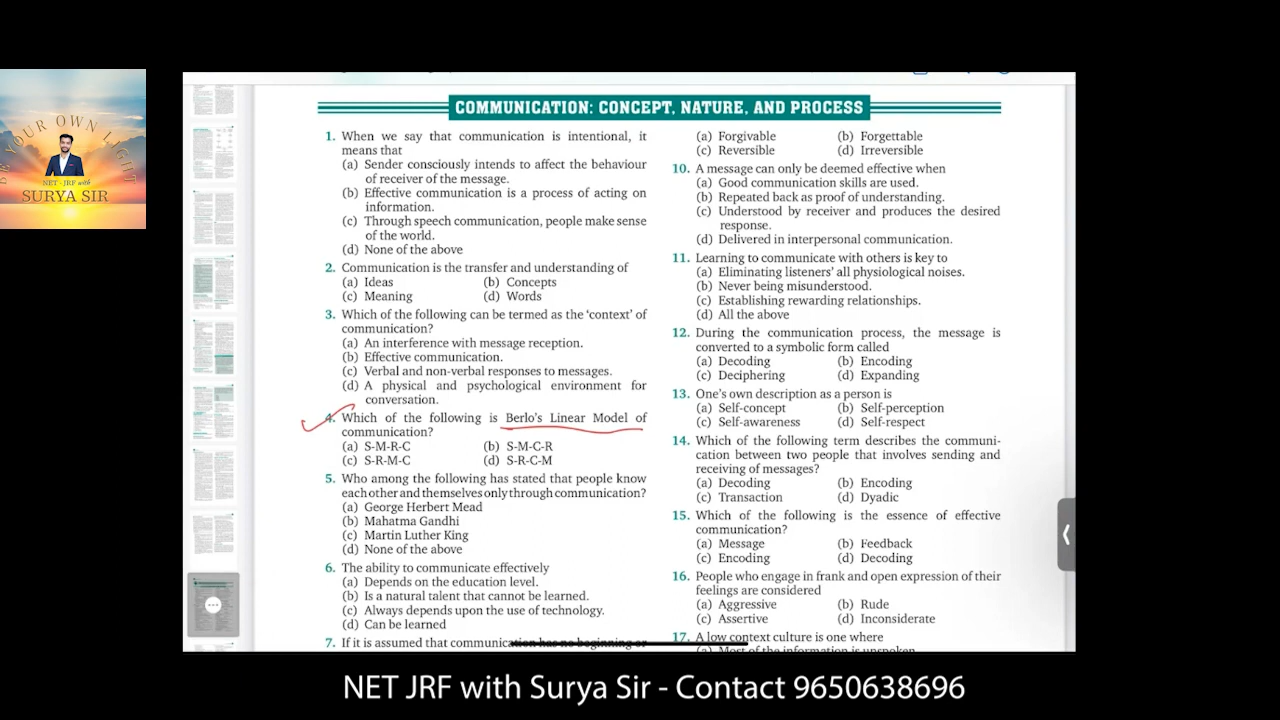 OWN
NET - JRF with
SURYA SIR
COMMUNICATION: CONCEPT, NATURE, AND PROCESS
1. When we say that communication is intentional, it
means that
(a) We consciously intends to affect the behaviour
of receiver of the message.
(b) Effective communication is a process of acting on
information.
(c) Through speech communication, people make sense
of the world.
(d) None of the above
2. Communication is the transfer and understanding of
(a) Ideas (b) Concepts
(c) Words
3. Which of the following can be termed as the ‘context’ of
communication?
(a) Interference with message reception.
(b) Effective communication.
(c) Verbal and non-verbal responses to messages.
(d) A physical and psychological environment for
conversation.
4. Which of the following is Berlo’s Linear Model of
communication?
(a) S-M-R-C (b) S-M-C-R
(c) C-R-M-S (d) S-R-C-M
5. Who among the following has stated that people know
each other and themselves only through communication?
(a) George Herbert Mead
(b) Mahatma Gandhi
(c) Martin Luther King
(d) None of the above
6. The ability to communicate effectively
(a) Depends on the education level.
(b) Is a natural talent that cannot be learned.
(c) Always depends upon the use of technology.
(d) Can be learned
7. If it is assumed that communication has no beginning or
(a) Forgivable (b) Forgettable
(c) Reversible (d) Irreversible
10. A message can only be deemed effective when
(a) Good communication skills are used.
(b) Repeated back as proof of understanding.
(c) Understood by receiver and produces the desired
response.
(d) Delivered in interpersonal communication.
11. Learning to communicate with others is key to
(a) Eliminating listeners’ all physiological noises.
(b) Never being misunderstood.
(c) Establishing rewarding relationships.
(d) All the above
12. During the communication process, the message is
converted to a symbolic form called
(a) Decoding (b) Encoding
(c) Deciphering (d) Expanding
13. One’s own description as a person is
(a) Self-concept (b) Self-perception
(c) Self-awareness (d) Self-respect
14. Which of the following term describes the communi-
cation between two people that involves sending and
receiving of messages?
(a) Decoding (b) Encoding
(c) Transaction (d) Dyadic
15. Which of the following is the essence of effective
communication?
(a) Message (b) Feedback
(c) Encoding (d) Decoding
16. People who engage in frank and open expression of their
feelings are considered
(a) Aggressive (b) Rude
(c) Assertive (d) Inconsiderate
17. A low context culture is one where
(a) Most of the information is unspoken
NET JRF with Surya Sir - Contact 9650638696